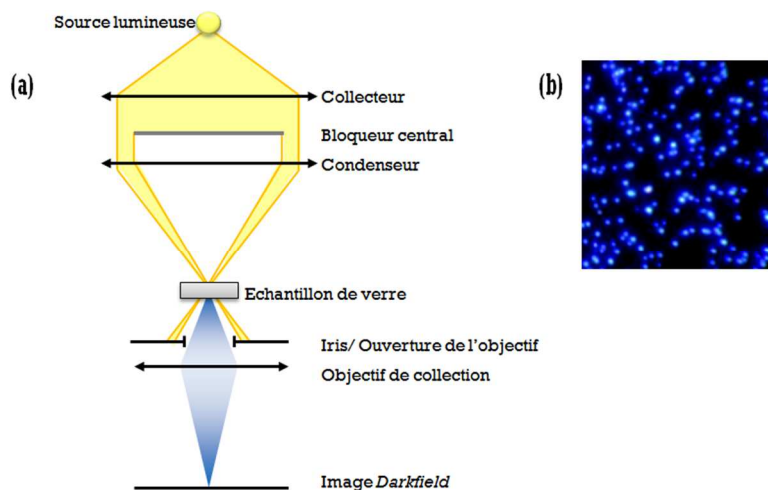 Source lumineuse
(a)
Collecteur
Bloqueur central
Condenseur
Echantillon de verre
Iris/ Ouverture de l'objectif
Objectif de collection
Image Darkfield
(b)